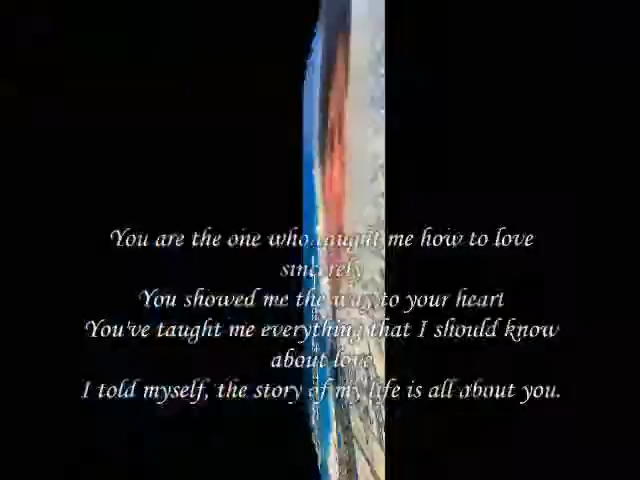 You are the one who taught me how to love
sincerely
You showed me the way to your heart
You've taught me everything that I should know
about love
I told myself, the story of my life is all about you.